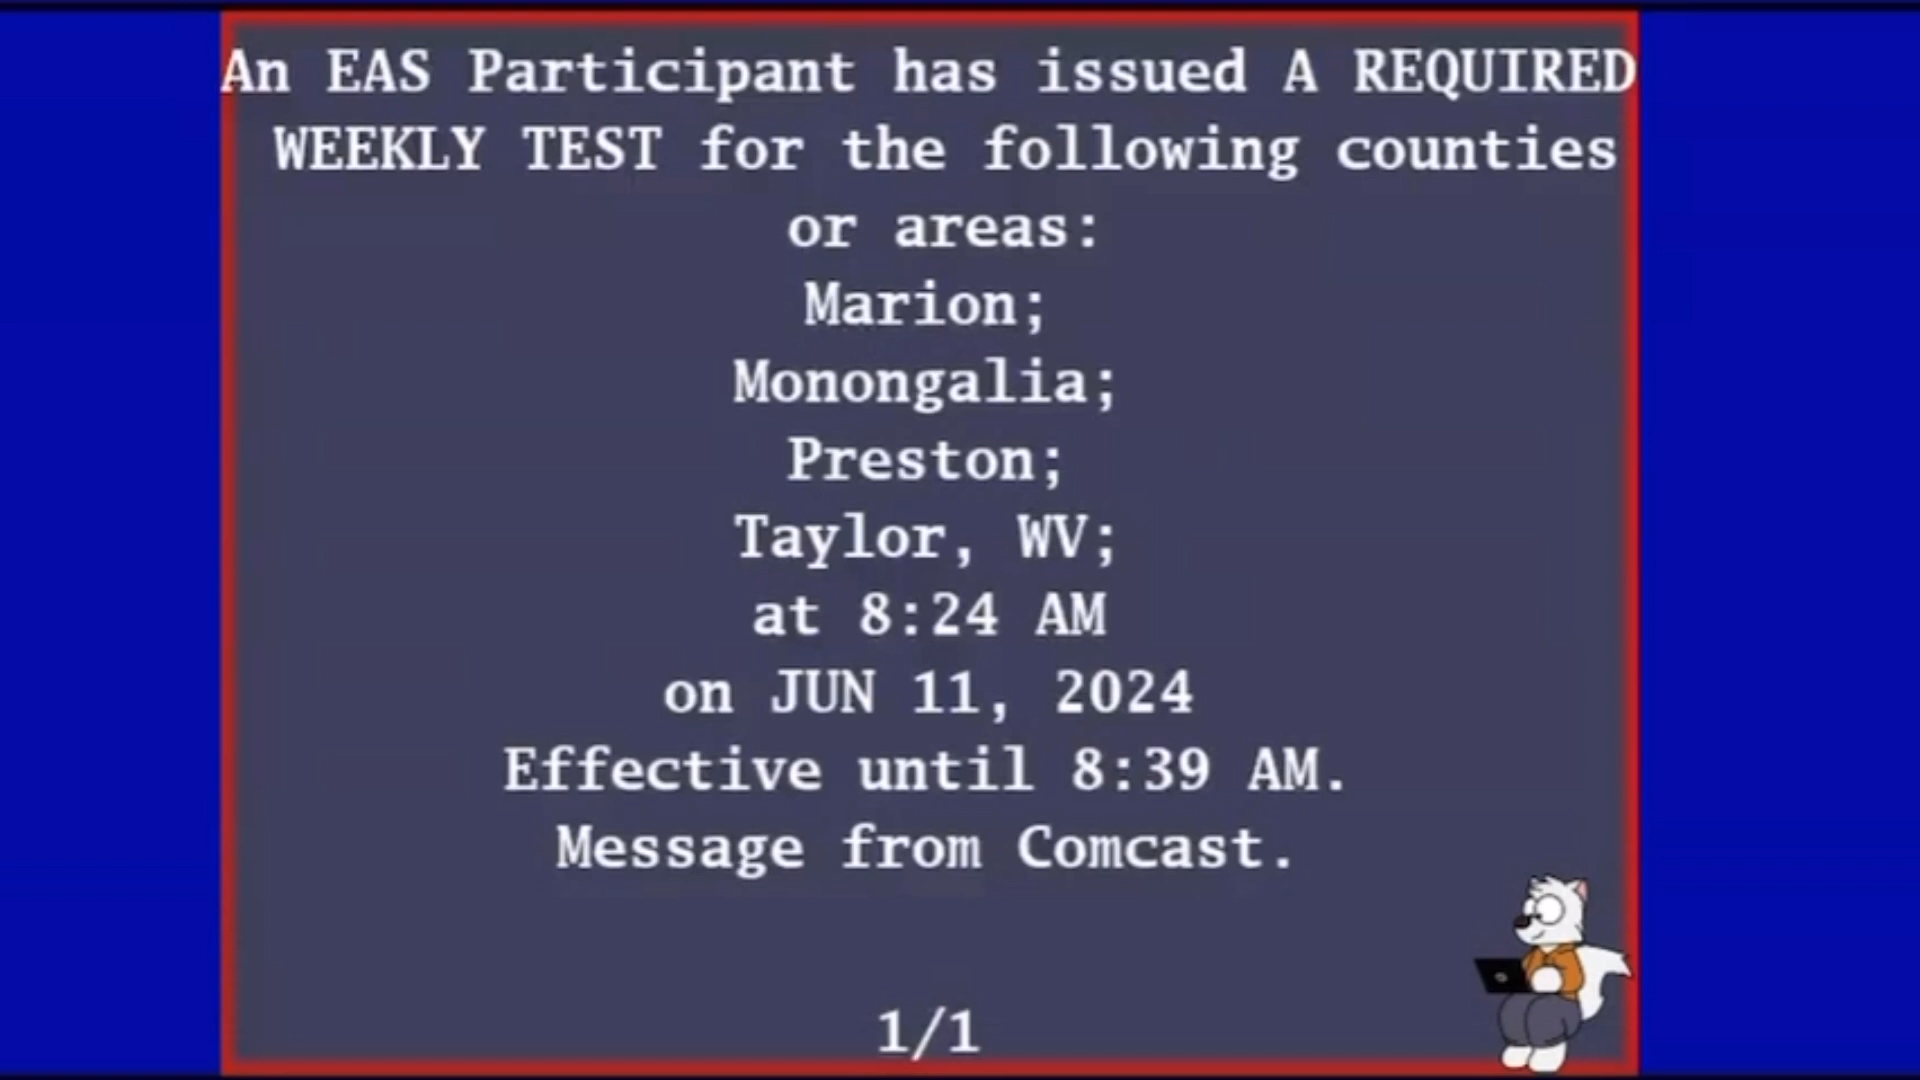 An EAS Participant has issued A REQUIRED
WEEKLY TEST for the following counties
or areas:
Marion;
Monongalia;
Preston;
Taylor, WV;
at 8:24 AM
on JUN 11, 2024
Effective until 8:39 AM.
Message from Comcast.
1/1